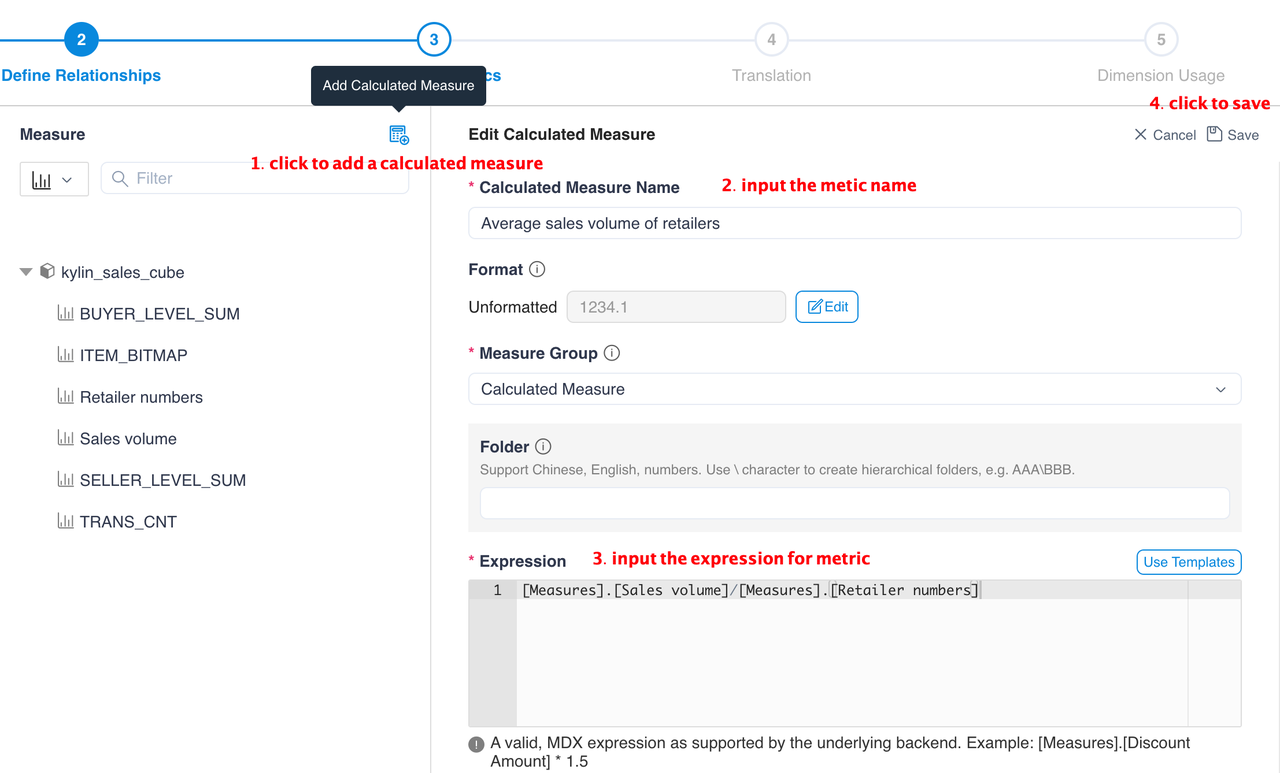 2
3
4
5
Define Relationships
cs
Translation
Dimension Usage
Add Calculated Measure
4. click to save
Measure
Edit Calculated Measure
Cancel
Save
1. click to add a calculated measure
Filter
* Calculated Measure Name
2. input the metic name
Average sales volume of retailers
kylin_sales_cube
BUYER_LEVEL_SUM
ITEM_BITMAP
Retailer numbers
Sales volume
SELLER_LEVEL_SUM
TRANS_CNT
Format
Unformatted
1234.1
Edit
* Measure Group
Calculated Measure
Folder
Support Chinese, English, numbers. Use \ character to create hierarchical folders, e.g. AAA\BBB.
* Expression
3. input the expression for metric
Use Templates
1
[Measures].[Sales volume]/[Measures].[Retailer numbers]
A valid, MDX expression as supported by the underlying backend. Example: [Measures].[Discount
Amount] * 1.5